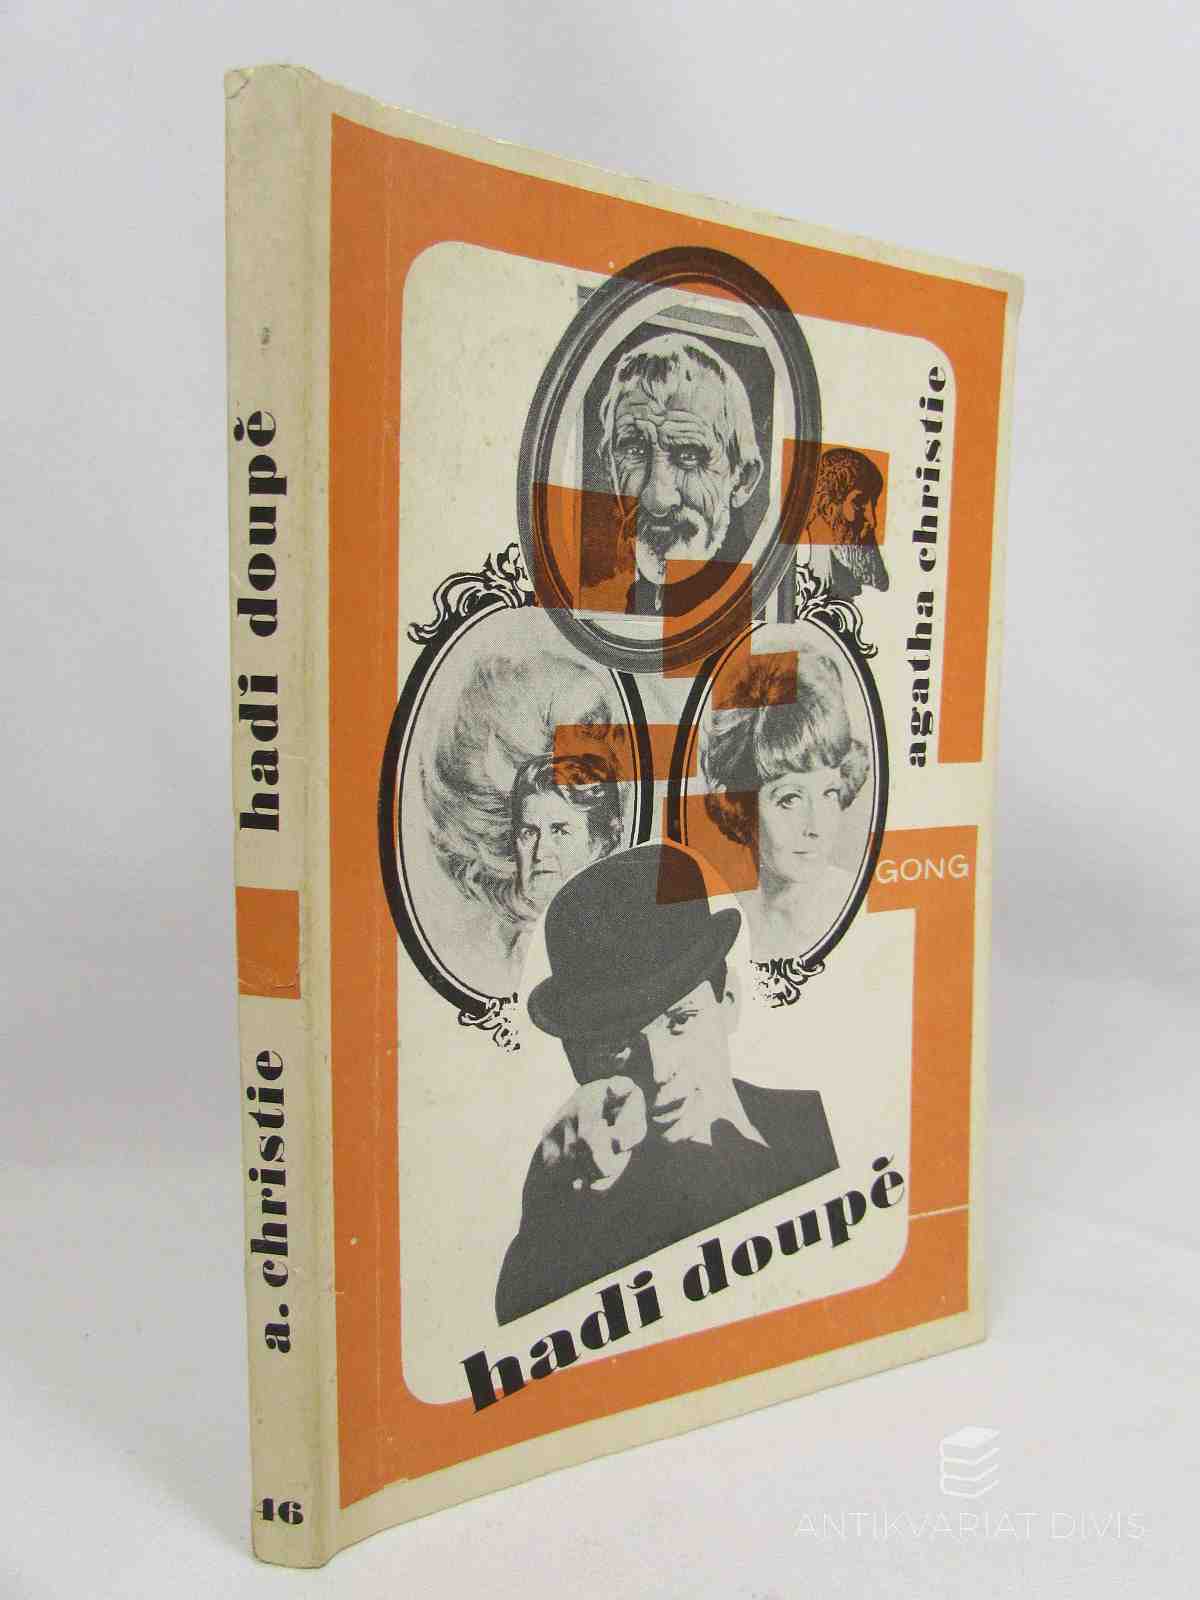 hadí doupě
a. christie
46
agatha christie
GONG
hadí doupě
ANTIKVARIAT DIVIS